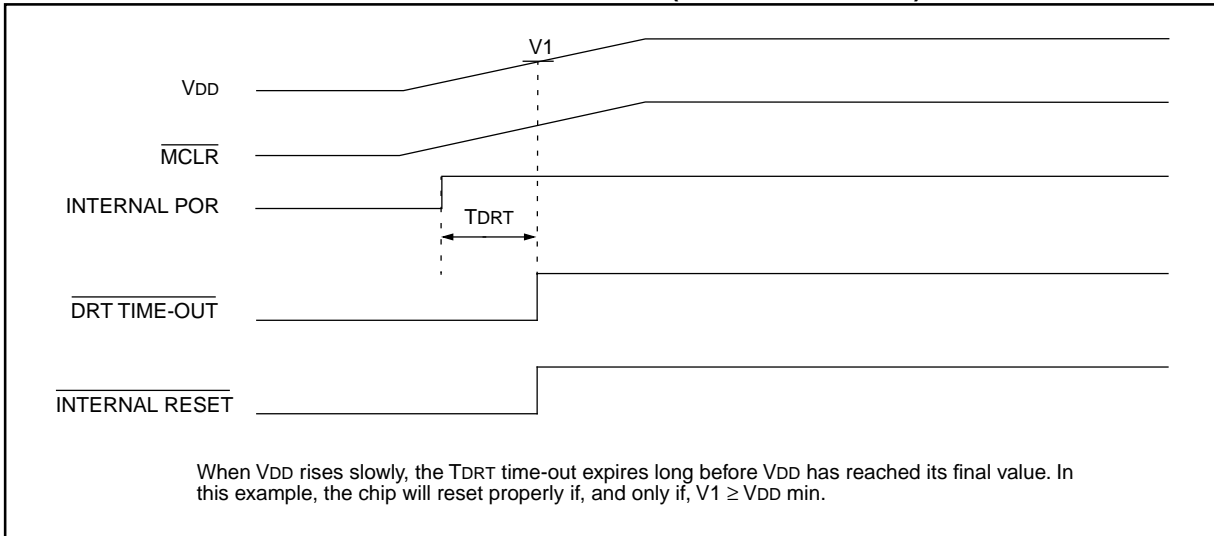 V1
VDD
MCLR
INTERNAL POR
TDRT
DRT TIME-OUT
INTERNAL RESET
When VDD rises slowly, the TDRT time-out expires long before VDD has reached its final value. In
this example, the chip will reset properly if, and only if, V1 ≥ VDD min.